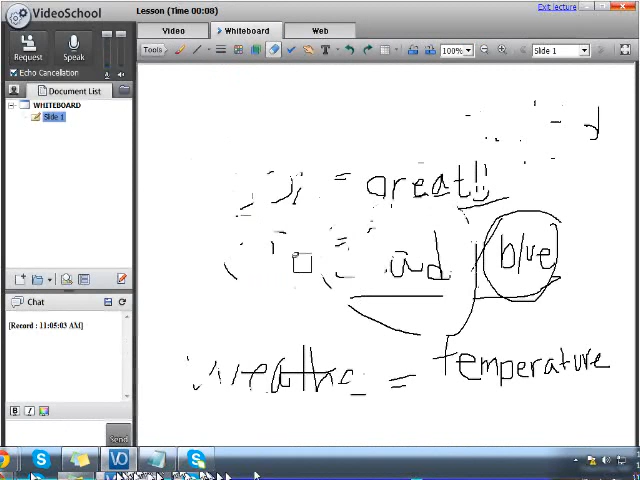 VideoSchool
Lesson (Time 00:08)
Exit lecture
Video
Whiteboard
Web
Request
Speak
Tools
100%
Slide 1
Echo Cancellation
Document List
WHITEBOARD
Slide 1
= great!!
= ad
blue
= temperature
Chat
[Record : 11:05:03 AM]
B I
Send